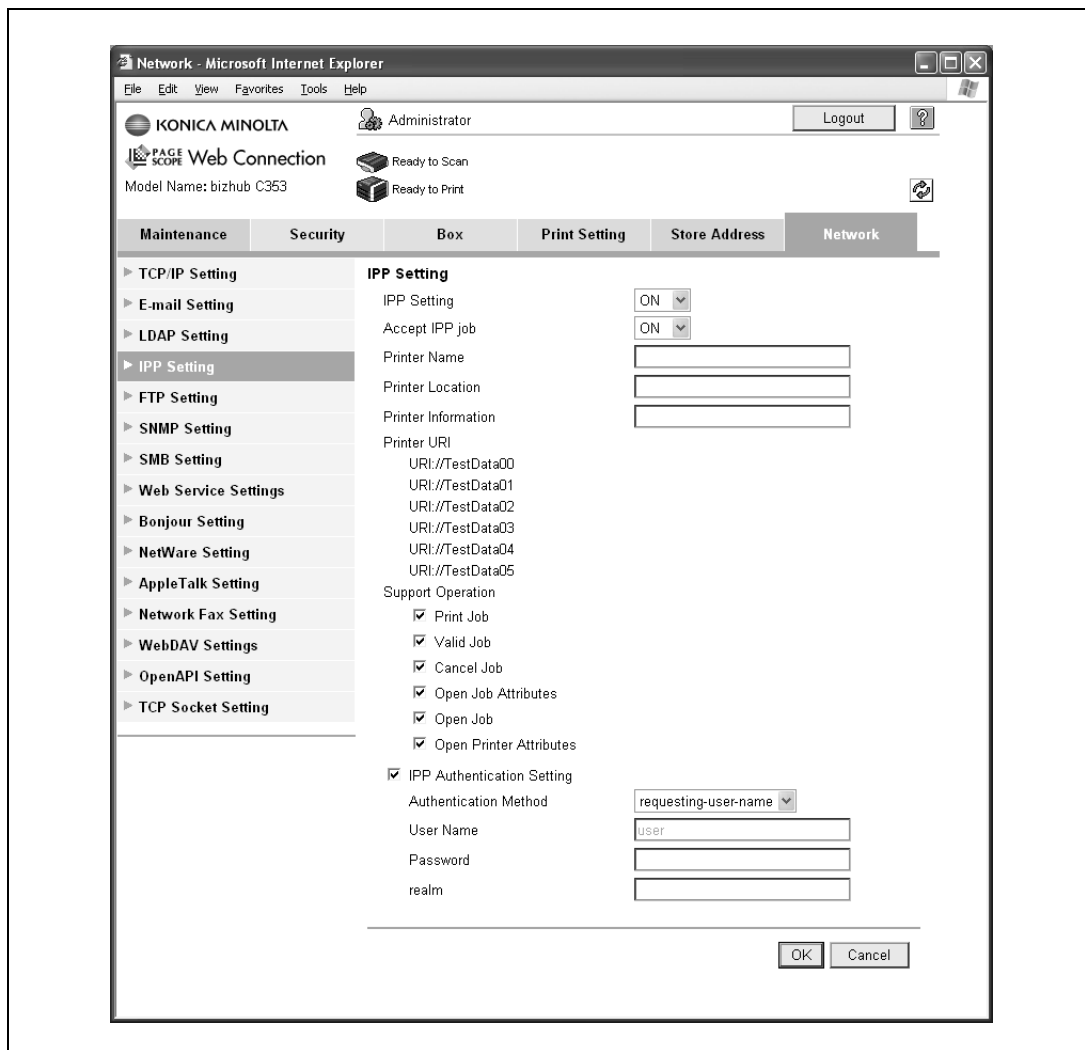 Network - Microsoft Internet Explorer
File Edit View Favorites Tools Help
KONICA MINOLTA
Administrator
Logout
?
PAGE SCOPE Web Connection
Ready to Scan
Model Name: bizhub C353
Ready to Print
Maintenance Security Box Print Setting Store Address Network
TCP/IP Setting
E-mail Setting
LDAP Setting
IPP Setting
FTP Setting
SNMP Setting
SMB Setting
Web Service Settings
Bonjour Setting
NetWare Setting
AppleTalk Setting
Network Fax Setting
WebDAV Settings
OpenAPI Setting
TCP Socket Setting
IPP Setting
IPP Setting ON
Accept IPP job ON
Printer Name
Printer Location
Printer Information
Printer URI
URI://TestData00
URI://TestData01
URI://TestData02
URI://TestData03
URI://TestData04
URI://TestData05
Support Operation
Print Job
Valid Job
Cancel Job
Open Job Attributes
Open Job
Open Printer Attributes
IPP Authentication Setting
Authentication Method requesting-user-name
User Name user
Password
realm
OK Cancel